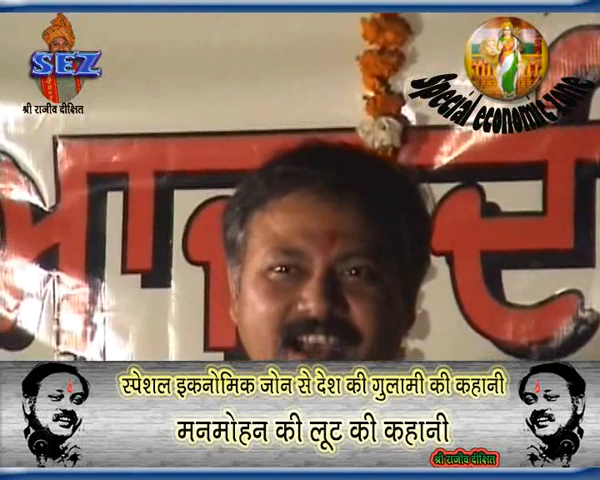 SEZ
श्री राजीव दीक्षित
Special economic zone
स्पेशल इकनोमिक जोन से देश की गुलामी की कहानी
मनमोहन की लूट की कहानी
श्री राजीव दीक्षित